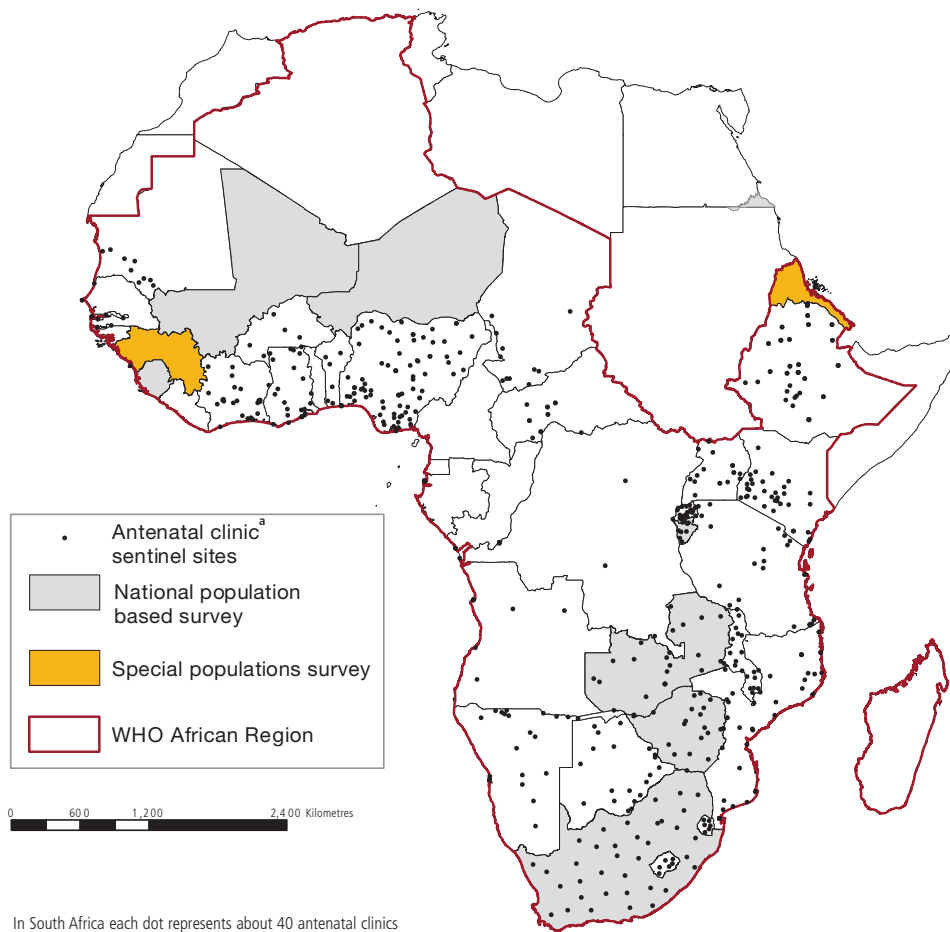 Antenatal clinic a
sentinel sites
National population
based survey
Special populations survey
WHO African Region
0 600 1,200 2,400 Kilometres
In South Africa each dot represents about 40 antenatal clinics